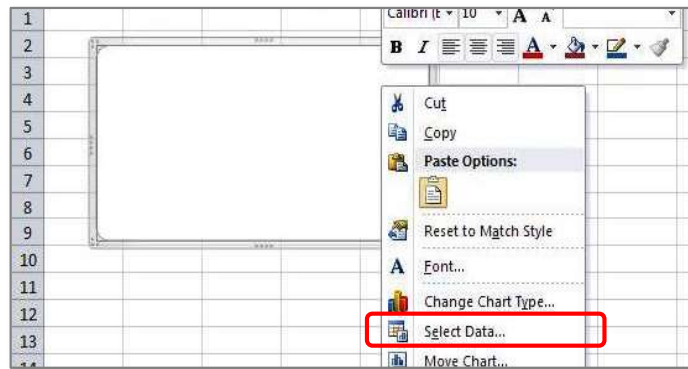 Calibri (E 10 A A
B I A
1
2
3
4
5
6
7
8
9
10
11
12
13
14
Cut
Copy
Paste Options:
Reset to Match Style
A Font...
Change Chart Type...
Select Data...
Move Chart...